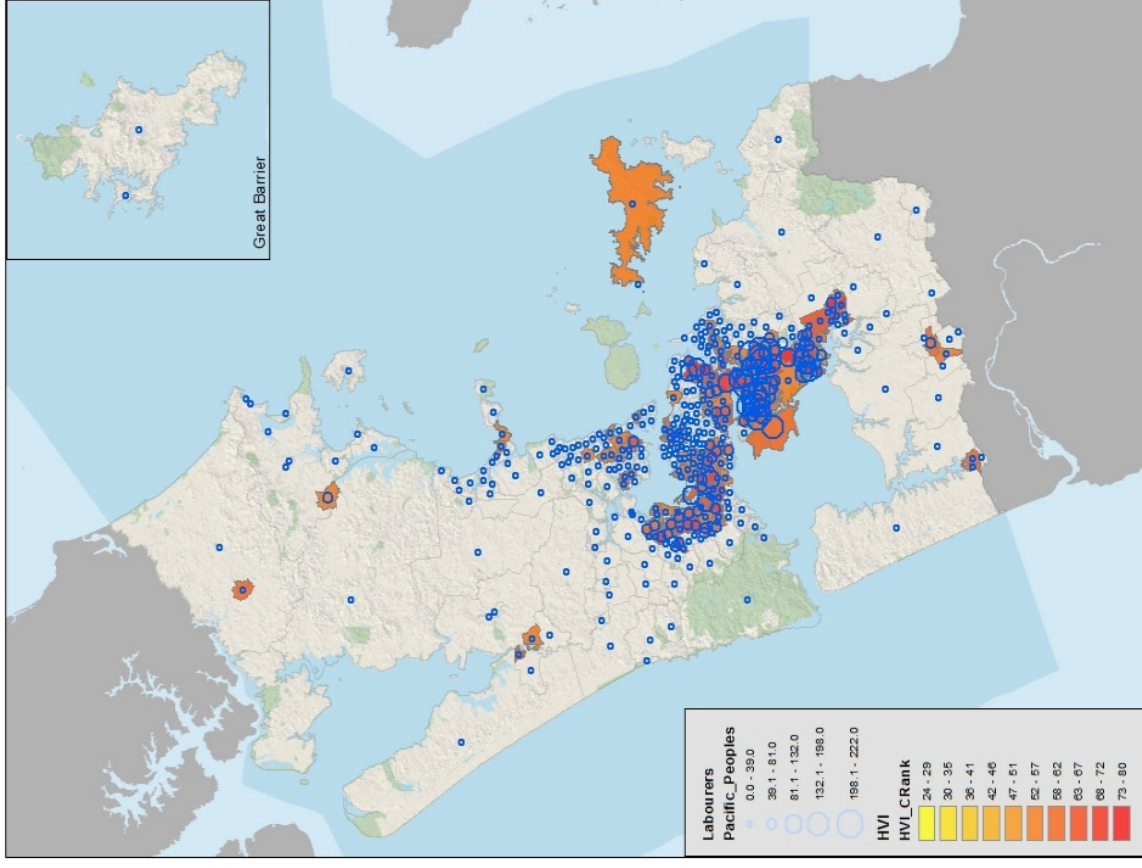 Great Barrier
Labourers
Pacific_Peoples
0.0 - 39.0
39.1 - 81.0
81.1 - 132.0
132.1 - 198.0
198.1 - 222.0
HVI
HVI_CRank
24 - 29
30 - 35
36 - 41
42 - 46
47 - 51
52 - 57
58 - 62
63 - 67
68 - 72
73 - 80